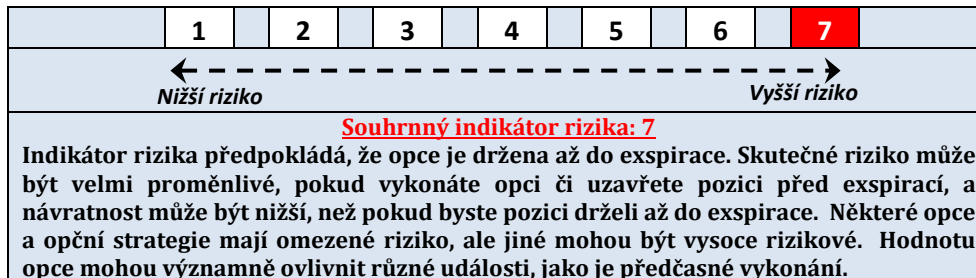 1 2 3 4 5 6 7
Nižší riziko Vyšší riziko
Souhrnný indikátor rizika: 7
Indikátor rizika předpokládá, že opce je držena až do exspirace. Skutečné riziko může
být velmi proměnlivé, pokud vykonáte opci či uzavřete pozici před exspirací, a
návratnost může být nižší, než pokud byste pozici drželi až do exspirace. Některé opce
a opční strategie mají omezené riziko, ale jiné mohou být vysoce rizikové. Hodnotu
opce mohou významně ovlivnit různé události, jako je předčasné vykonání.